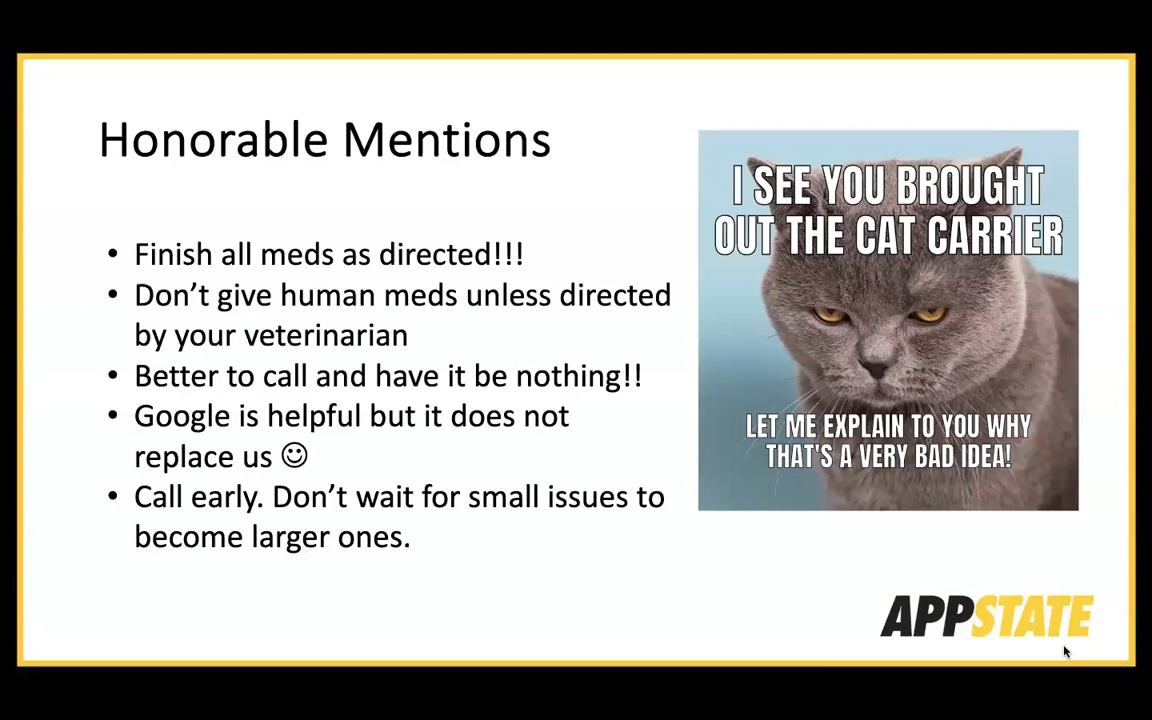 Honorable Mentions
• Finish all meds as directed!!!
• Don’t give human meds unless directed
by your veterinarian
• Better to call and have it be nothing!!
• Google is helpful but it does not
replace us ☺
• Call early. Don’t wait for small issues to
become larger ones.
I SEE YOU BROUGHT
OUT THE CAT CARRIER
LET ME EXPLAIN TO YOU WHY
THAT'S A VERY BAD IDEA!
APPSTATE